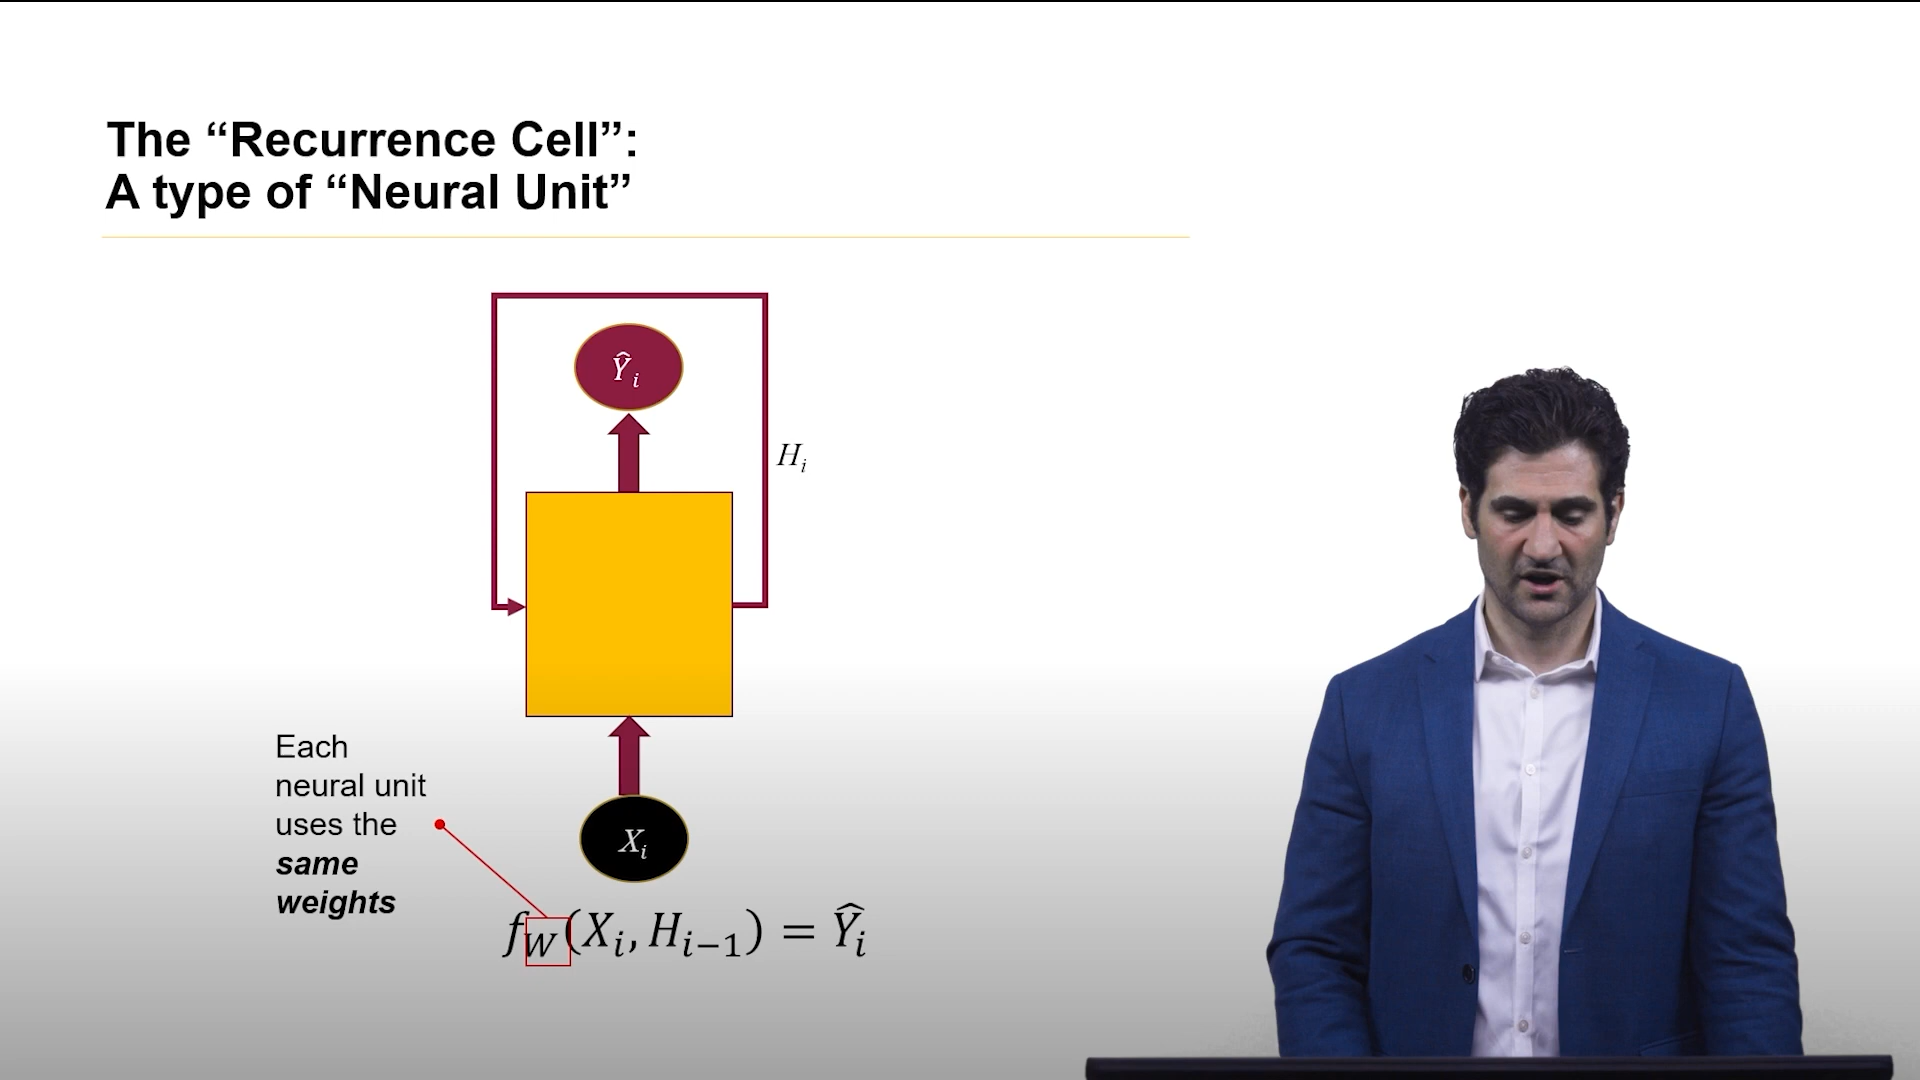 The “Recurrence Cell”:
A type of “Neural Unit”
Ŷᵢ
Hᵢ
Each
neural unit
uses the
same
weights
Xᵢ
f_W(Xᵢ, Hᵢ₋₁) = Ŷᵢ